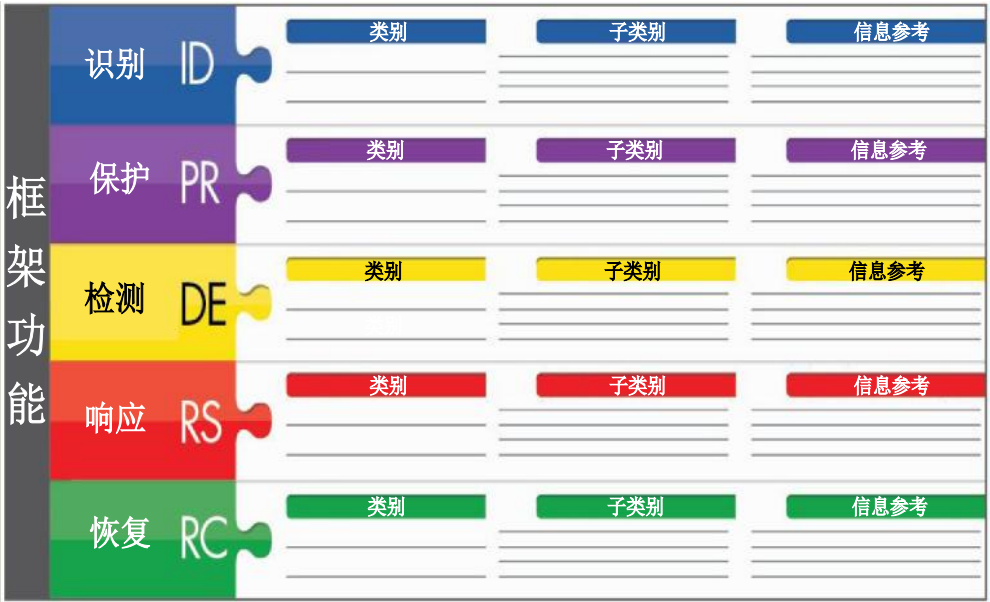 框架功能
识别 ID 类别 子类别 信息参考
保护 PR 类别 子类别 信息参考
检测 DE 类别 子类别 信息参考
响应 RS 类别 子类别 信息参考
恢复 RC 类别 子类别 信息参考